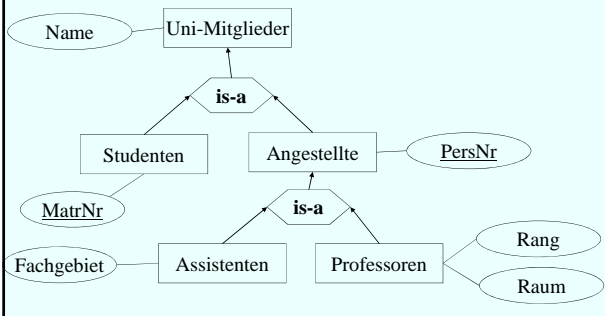 Name
Uni-Mitglieder
is-a
Studenten
Angestellte
PersNr
MatrNr
is-a
Fachgebiet
Assistenten
Professoren
Rang
Raum